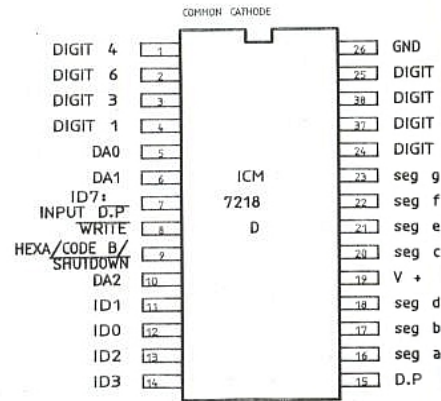 COMMON CATHODE
DIGIT 4 1
DIGIT 6 2
DIGIT 3 3
DIGIT 1 4
DA0 5
DA1 6
ID7:
INPUT D.P 7
WRITE 8
HEXA/CODE B/
SHUTDOWN 9
DA2 10
ID1 11
ID0 12
ID2 13
ID3 14
ICM
7218
D
26 GND
25 DIGIT
38 DIGIT
37 DIGIT
24 DIGIT
23 seg g
22 seg f
21 seg e
20 seg c
19 V +
18 seg d
17 seg b
16 seg a
15 D.P